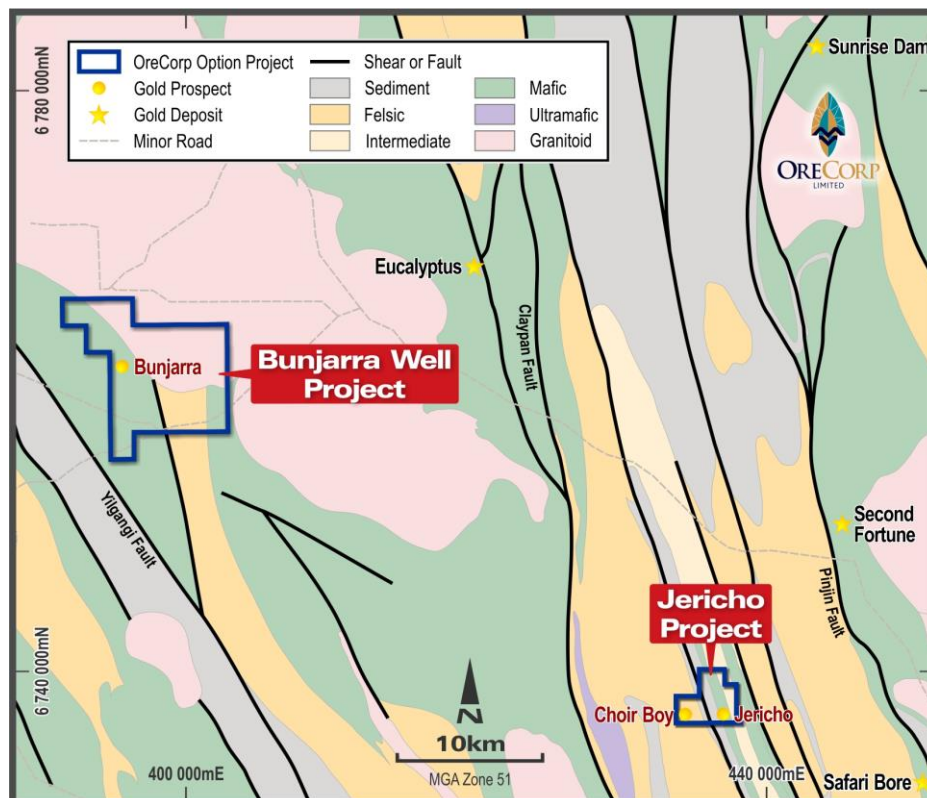 OreCorp Option Project
Gold Prospect
Gold Deposit
Minor Road
Shear or Fault
Sediment
Felsic
Intermediate
Mafic
Ultramafic
Granitoid
Sunrise Dam
ORECORP
LIMITED
6 780 000mN
Eucalyptus
Claypan Fault
Bunjarra
Bunjarra Well
Project
Yilgangi Fault
Second
Fortune
Pinjin Fault
Jericho
Project
6 740 000mN
Choir Boy
Jericho
N
10km
MGA Zone 51
400 000mE
440 000mE
Safari Bore